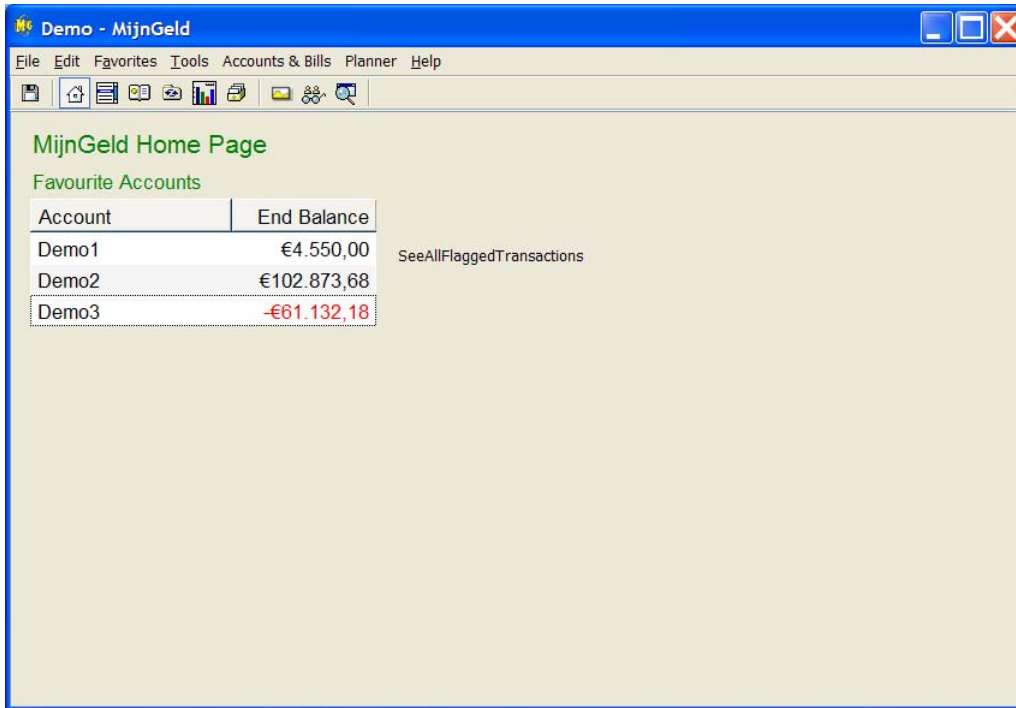 Demo - MijnGeld
File Edit Favorites Tools Accounts & Bills Planner Help
MijnGeld Home Page
Favourite Accounts
Account End Balance
Demo1 €4.550,00
SeeAllFlaggedTransactions
Demo2 €102.873,68
Demo3 -€61.132,18